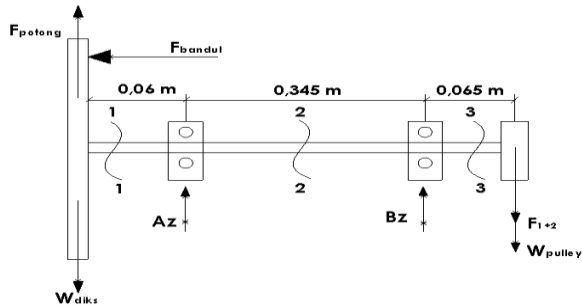 Fpotong
Fbandul
0,06 m
0,345 m
0,065 m
1
2
3
1
2
3
Az
Bz
F1+2
Wpulley
Wdiks